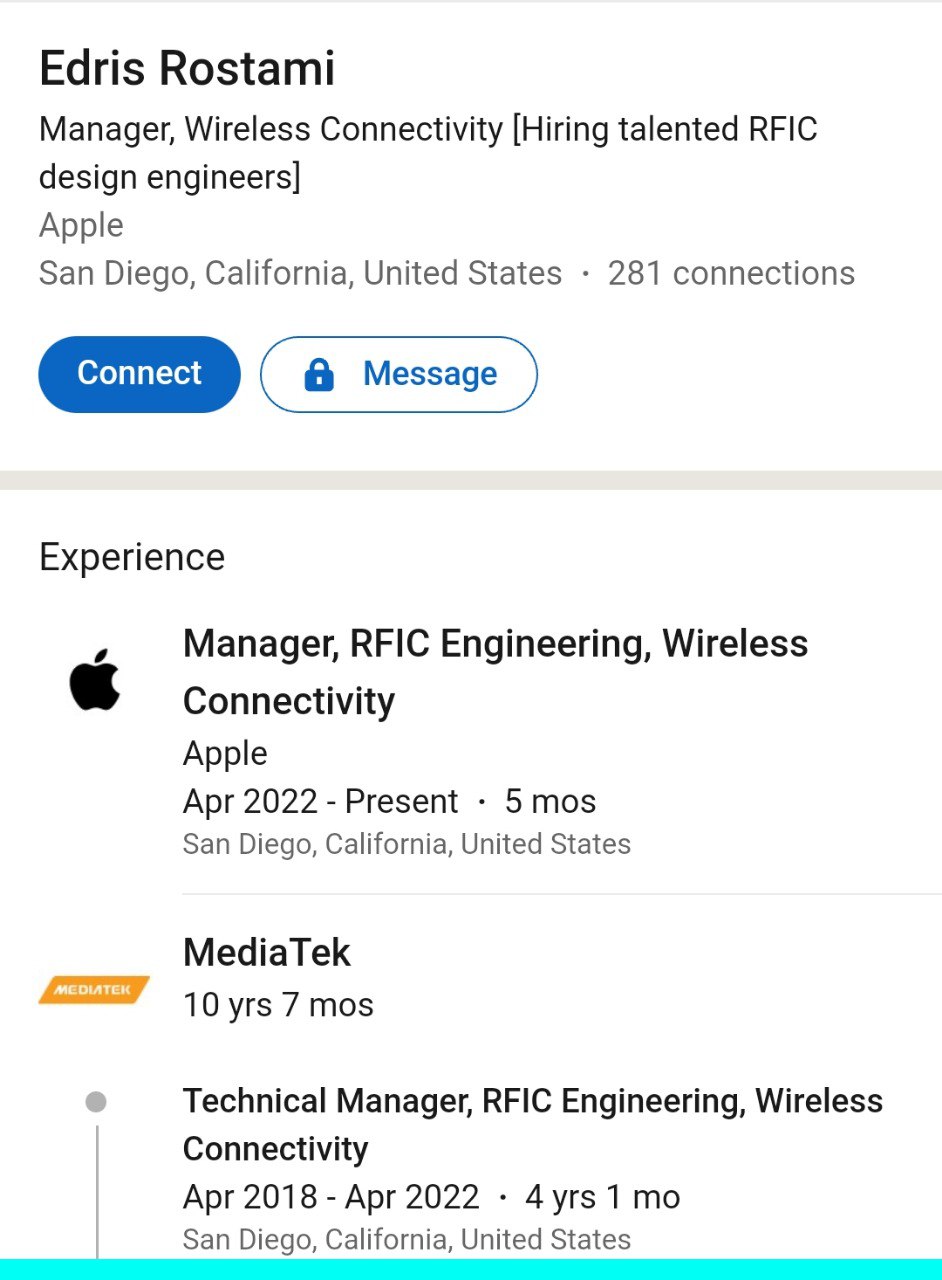 Edris Rostami
Manager, Wireless Connectivity [Hiring talented RFIC
design engineers]
Apple
San Diego, California, United States · 281 connections
Connect
Message
Experience
Manager, RFIC Engineering, Wireless
Connectivity
Apple
Apr 2022 - Present · 5 mos
San Diego, California, United States
MediaTek
MEDIATEK
10 yrs 7 mos
Technical Manager, RFIC Engineering, Wireless
Connectivity
Apr 2018 - Apr 2022 · 4 yrs 1 mo
San Diego, California, United States